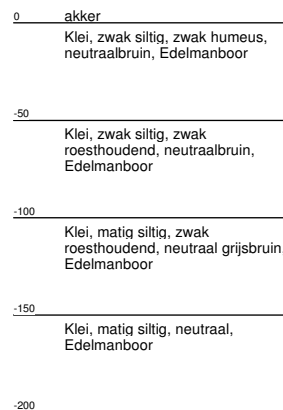 0 akker
Klei, zwak siltig, zwak humeus,
neutraalbruin, Edelmanboor
-50
Klei, zwak siltig, zwak
roesthoudend, neutraalbruin,
Edelmanboor
-100
Klei, matig siltig, zwak
roesthoudend, neutraal grijsbruin,
Edelmanboor
-150
Klei, matig siltig, neutraal,
Edelmanboor
-200